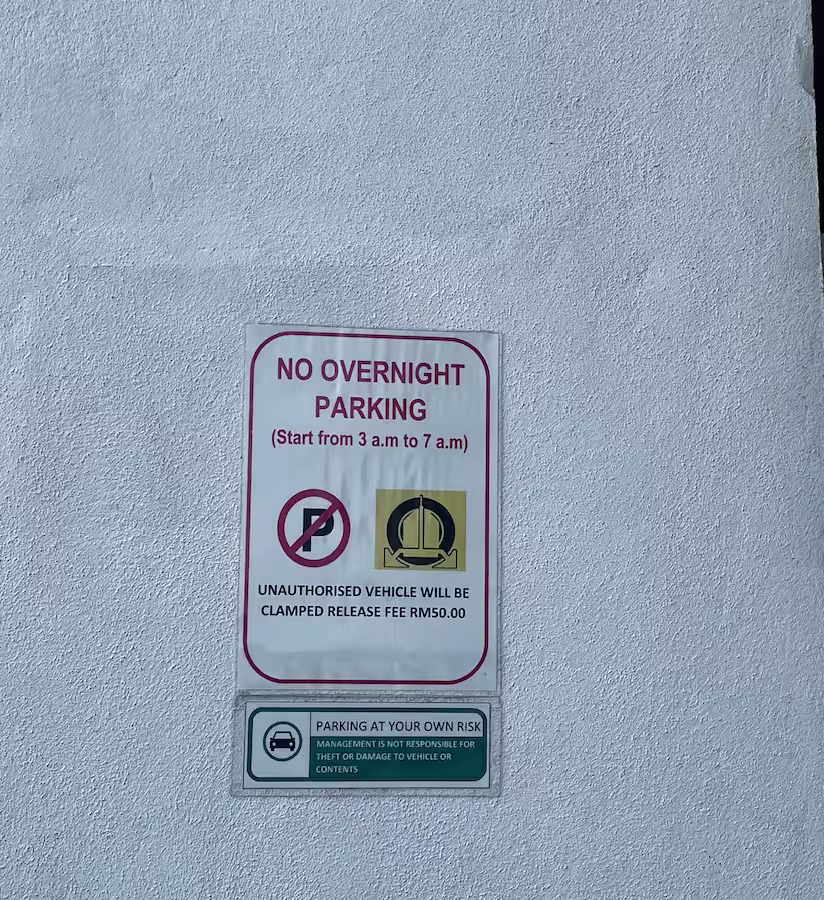 NO OVERNIGHT
PARKING
(Start from 3 a.m to 7 a.m)
P
UNAUTHORISED VEHICLE WILL BE
CLAMPED RELEASE FEE RM50.00
PARKING AT YOUR OWN RISK
MANAGEMENT IS NOT RESPONSIBLE FOR
THEFT OR DAMAGE TO VEHICLE OR
CONTENTS